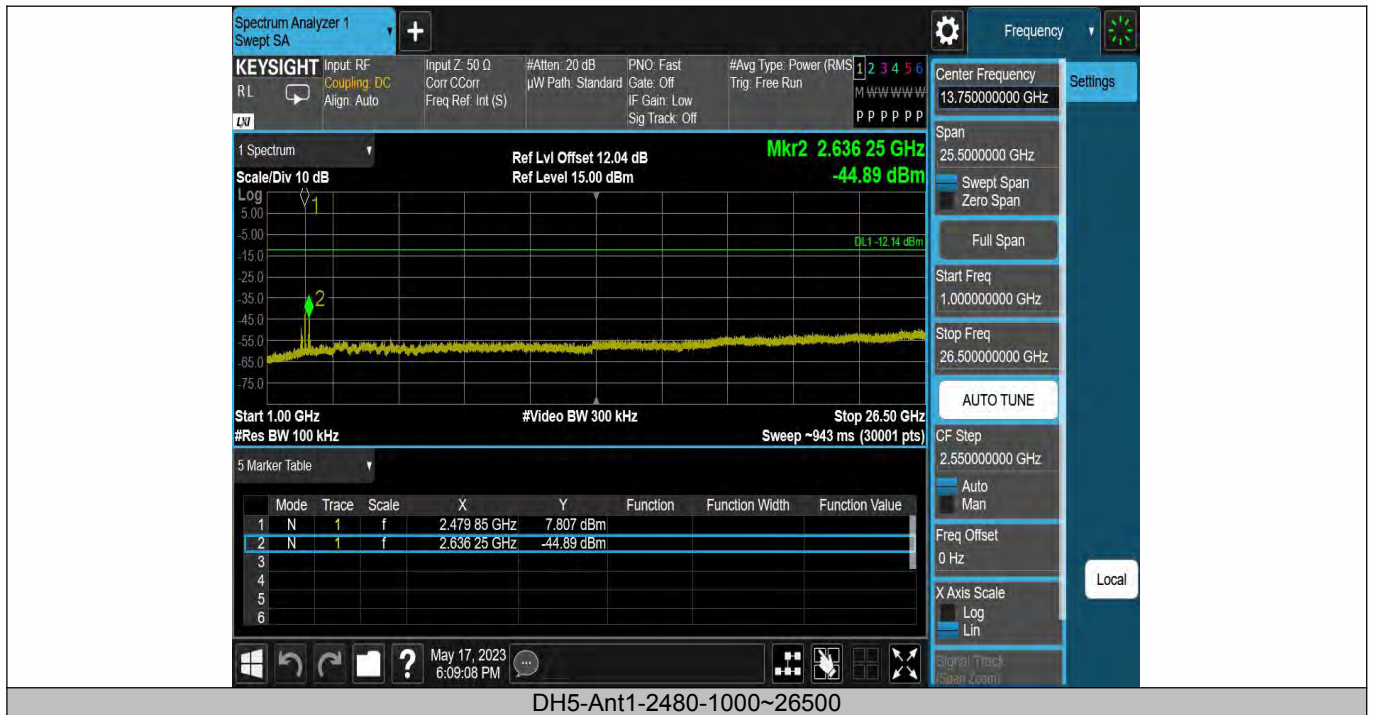 Spectrum Analyzer 1
Swept SA
+
Frequency
KEYSIGHT
RL
LXI
Input: RF
Coupling: DC
Align: Auto
Input Z: 50 Ω
Corr CCorr
Freq Ref: Int (S)
#Atten: 20 dB
µW Path: Standard
PNO: Fast
Gate: Off
IF Gain: Low
Sig Track: Off
#Avg Type: Power (RMS
Trig: Free Run
1 2 3 4 5 6
M W W W W W
P P P P P P
1 Spectrum
Scale/Div 10 dB
Ref Lvl Offset 12.04 dB
Ref Level 15.00 dBm
Mkr2 2.636 25 GHz
-44.89 dBm
Log
5.00
-5.00
-15.0
-25.0
-35.0
-45.0
-55.0
-65.0
-75.0
1
2
DL1 -12.14 dBm
Start 1.00 GHz
#Video BW 300 kHz
Stop 26.50 GHz
#Res BW 100 kHz
Sweep ~943 ms (30001 pts)
5 Marker Table
Mode Trace Scale X Y Function Function Width Function Value
1 N 1 f 2.479 85 GHz 7.807 dBm
2 N 1 f 2.636 25 GHz -44.89 dBm
3
4
5
6
May 17, 2023
6:09:08 PM
Center Frequency
13.750000000 GHz
Settings
Span
25.5000000 GHz
Swept Span
Zero Span
Full Span
Start Freq
1.000000000 GHz
Stop Freq
26.500000000 GHz
AUTO TUNE
CF Step
2.550000000 GHz
Auto
Man
Freq Offset
0 Hz
Local
X Axis Scale
Log
Lin
Signal Track
(Span Zoom)
DH5-Ant1-2480-1000~26500